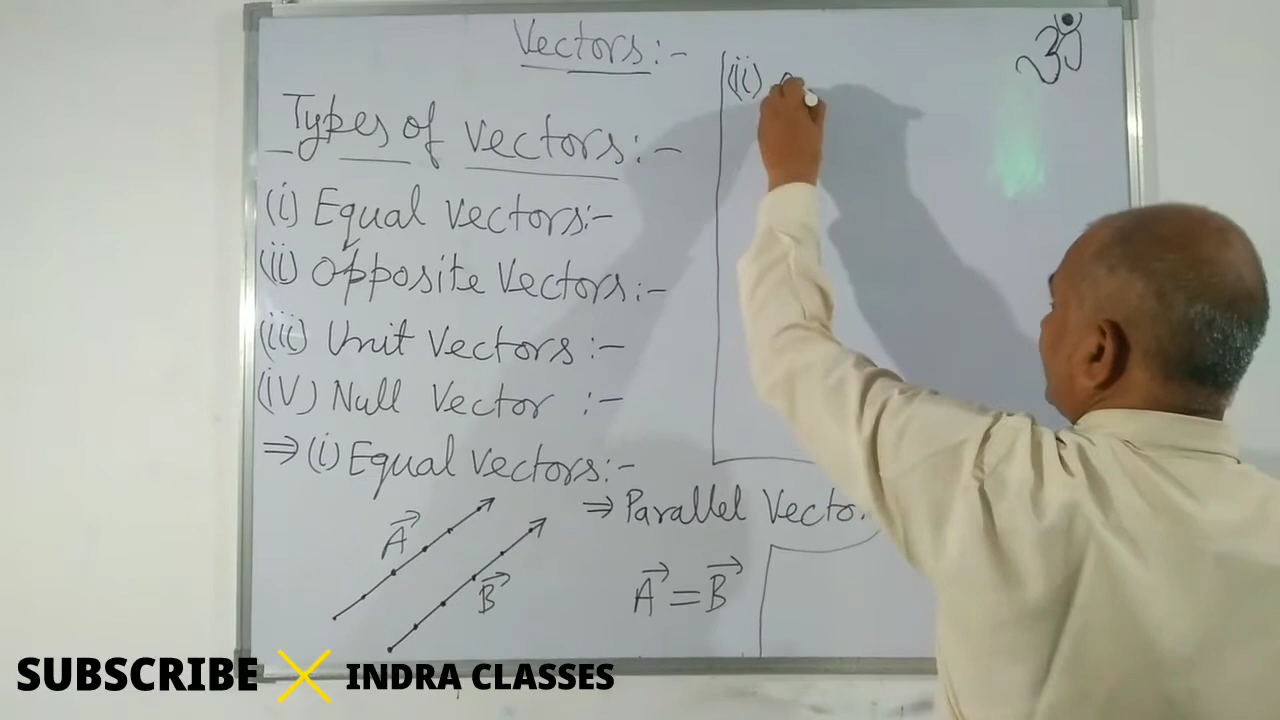 Vectors:-
ॐ
Types of vectors:-
(i) Equal vectors:-
(ii) Opposite Vectors:-
(iii) Unit Vectors:-
(iV) Null Vector :-
⇒ (i) Equal vectors:-
A→
B→
⇒ Parallel
A→ = B→
(ii)
SUBSCRIBE INDRA CLASSES